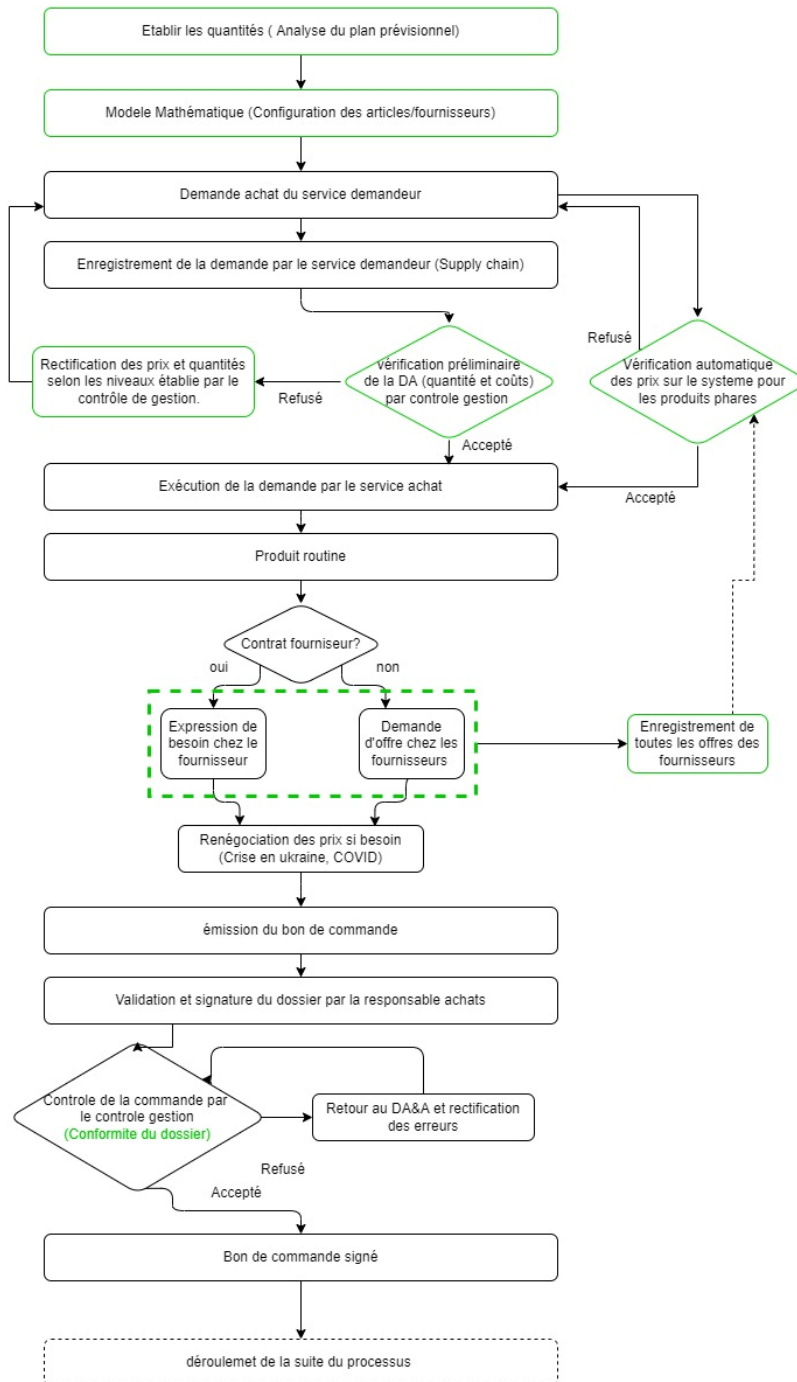 Etablir les quantités ( Analyse du plan prévisionnel)
Modele Mathématique (Configuration des articles/fournisseurs)
Demande achat du service demandeur
Enregistrement de la demande par le service demandeur (Supply chain)
Refusé
Rectification des prix et quantités
selon les niveaux établie par le
contrôle de gestion.
Refusé
Vérification préliminaire
de la DA (quantité et coûts)
par controle gestion
Vérification automatique
des prix sur le systeme pour
les produits phares
Accepté
Exécution de la demande par le service achat
Accepté
Produit routine
Contrat fourniseur?
oui
non
Expression de
besoin chez le
fournisseur
Demande
d'offre chez les
fournisseurs
Enregistrement de
toutes les offres des
fournisseurs
Renégociation des prix si besoin
(Crise en ukraine, COVID)
émission du bon de commande
Validation et signature du dossier par la responsable achats
Controle de la commande par
le controle gestion
(Conformite du dossier)
Retour au DA&A et rectification
des erreurs
Refusé
Accepté
Bon de commande signé
déroulemet de la suite du processus